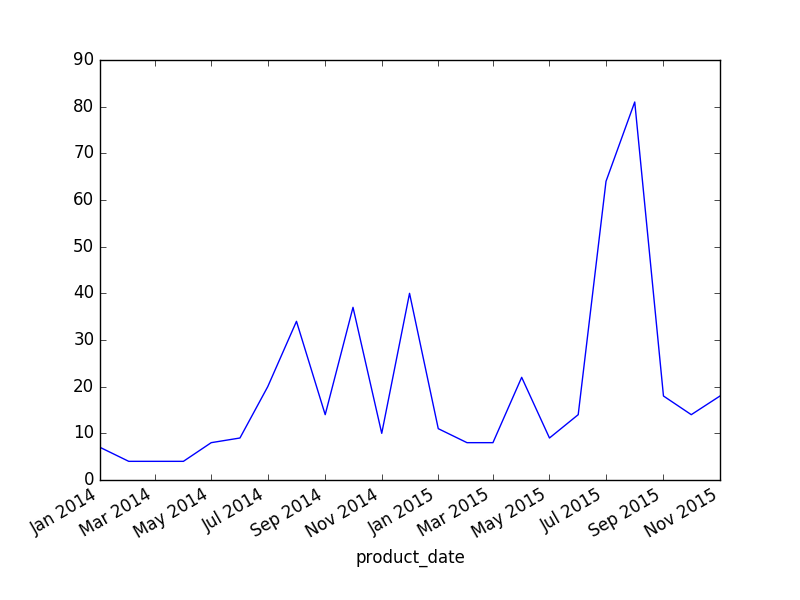 90
80
70
60
50
40
30
20
10
0
Jan 2014
Mar 2014
May 2014
Jul 2014
Sep 2014
Nov 2014
Jan 2015
Mar 2015
May 2015
Jul 2015
Sep 2015
Nov 2015
product_date